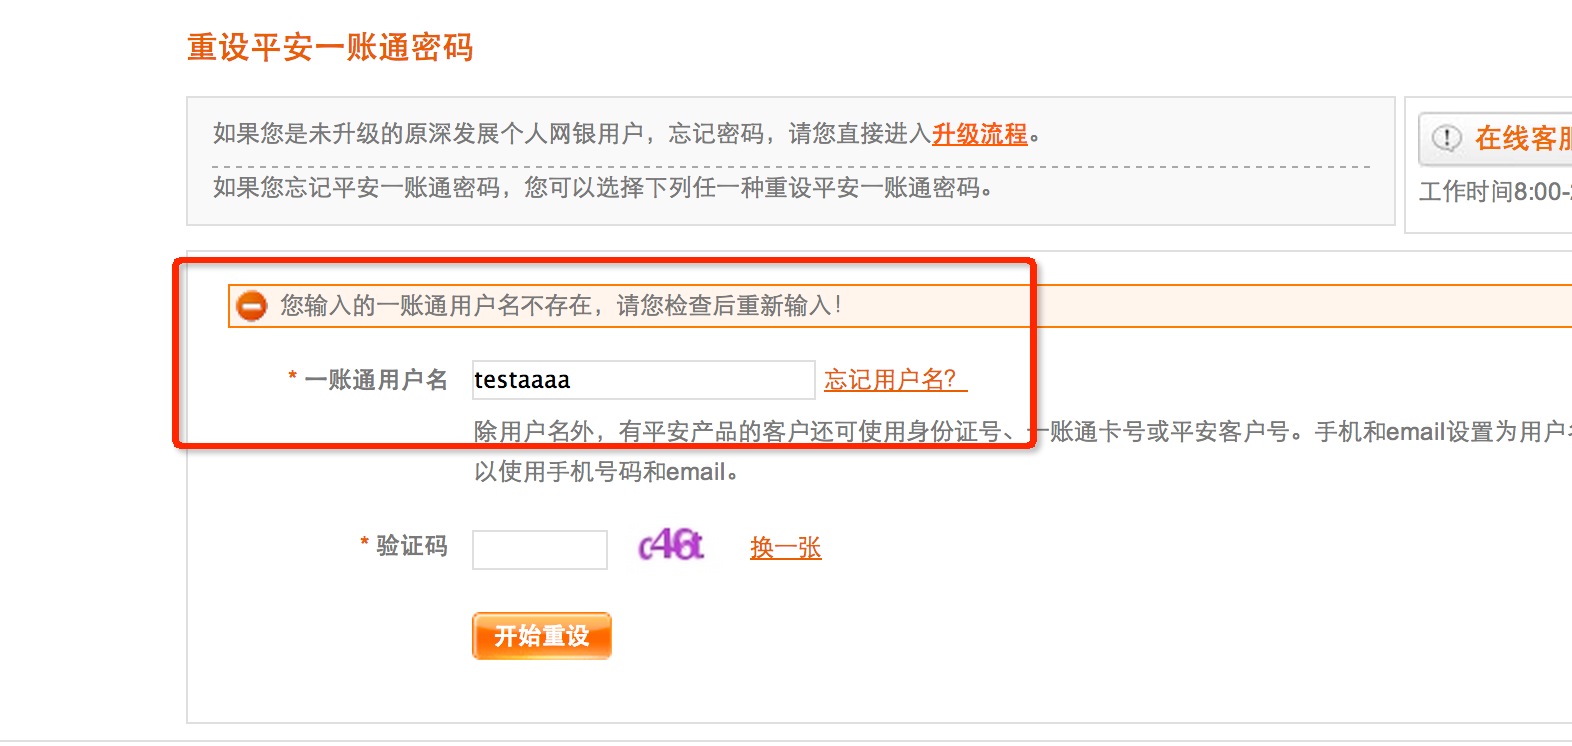 重设平安一账通密码
如果您是未升级的原深发展个人网银用户，忘记密码，请您直接进入升级流程。
如果您忘记平安一账通密码，您可以选择下列任一种重设平安一账通密码。
在线客服
工作时间8:00-2
您输入的一账通用户名不存在，请您检查后重新输入！
* 一账通用户名 testaaaa 忘记用户名？
除用户名外，有平安产品的客户还可使用身份证号、一账通卡号或平安客户号。手机和email设置为用户名
以使用手机号码和email。
* 验证码 c46t 换一张
开始重设